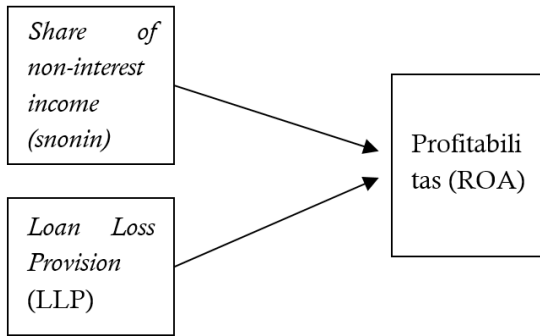 Share of
non-interest
income
(snonin)
Loan Loss
Provision
(LLP)
Profitabili
tas (ROA)